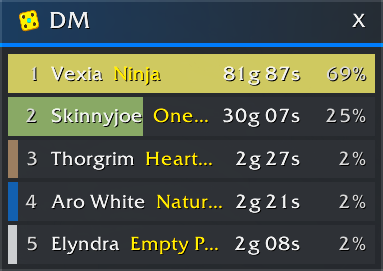 DM X
1 Vexia Ninja 81g 87s 69%
2 Skinnyjoe One... 30g 07s 25%
3 Thorgrim Heart... 2g 27s 2%
4 Aro White Natur... 2g 21s 2%
5 Elyndra Empty P... 2g 08s 2%